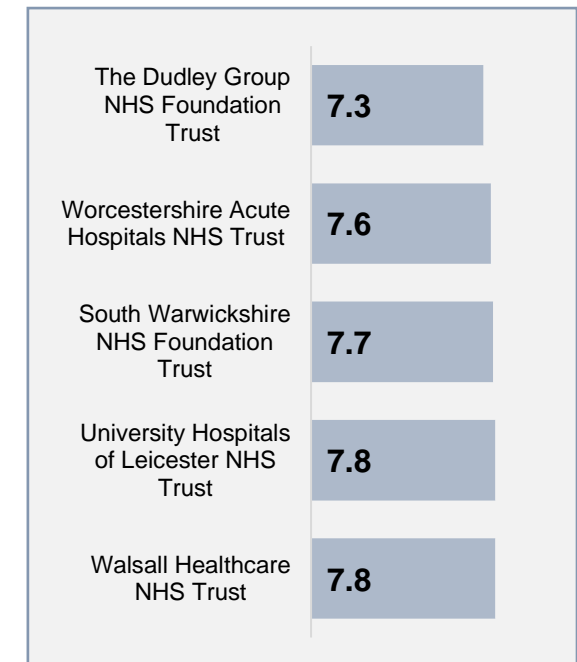 The Dudley Group
NHS Foundation
Trust
7.3
Worcestershire Acute
Hospitals NHS Trust
7.6
South Warwickshire
NHS Foundation
Trust
7.7
University Hospitals
of Leicester NHS
Trust
7.8
Walsall Healthcare
NHS Trust
7.8